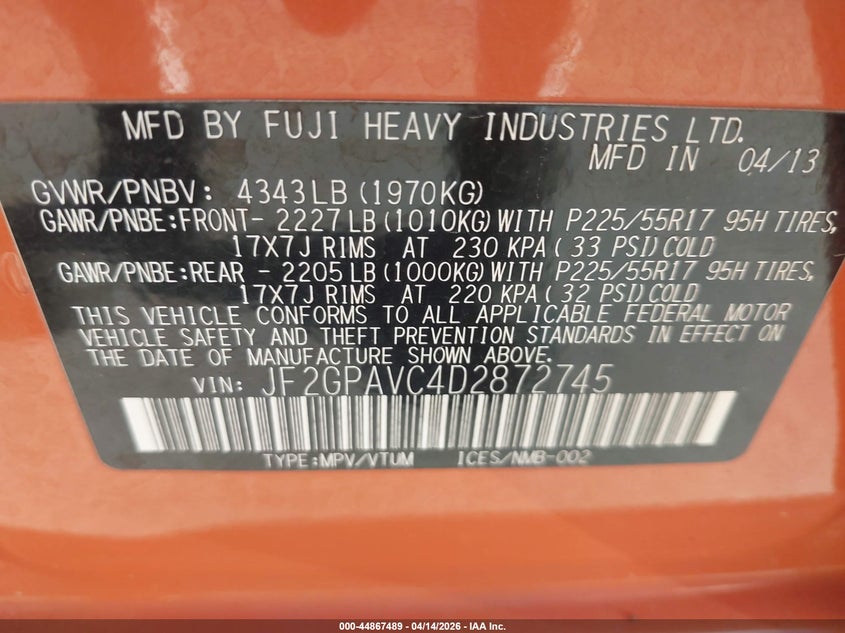 MFD BY FUJI HEAVY INDUSTRIES LTD.
MFD IN 04/13
GVWR/PNBV: 4343LB (1970KG)
GAWR/PNBE:FRONT- 2227LB(1010KG)WITH P225/55R17 95H TIRES,
17X7J RIMS AT 230 KPA(33 PSI)COLD
GAWR/PNBE:REAR - 2205LB(1000KG)WITH P225/55R17 95H TIRES,
17X7J RIMS AT 220 KPA(32 PSI)COLD
THIS VEHICLE CONFORMS TO ALL APPLICABLE FEDERAL MOTOR
VEHICLE SAFETY AND THEFT PREVENTION STANDARDS IN EFFECT ON
THE DATE OF MANUFACTURE SHOWN ABOVE.
VIN: JF2GPAVC4D2872745
TYPE:MPV/VTUM ICES/NMB-002
000-44867489 - 04/14/2026 - IAA Inc.